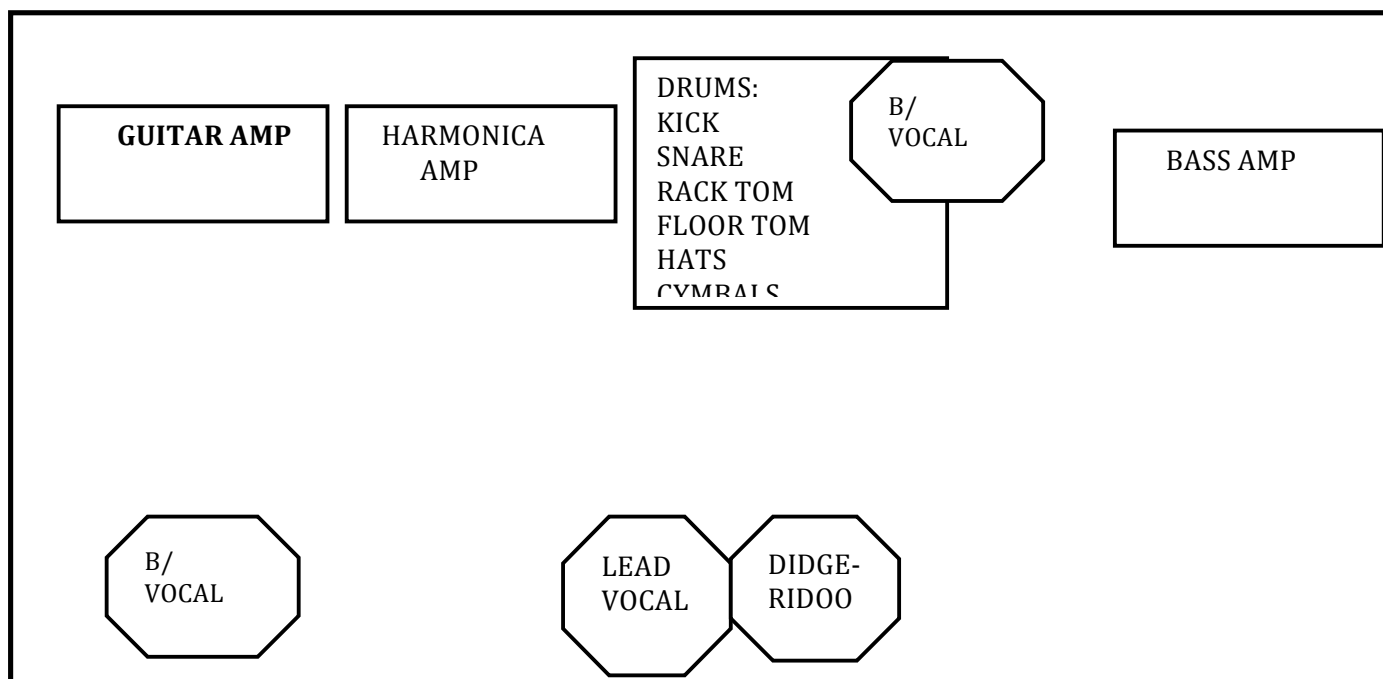 GUITAR AMP
HARMONICA
AMP
DRUMS:
KICK
SNARE
RACK TOM
FLOOR TOM
HATS
CYMBALS
B/
VOCAL
BASS AMP
B/
VOCAL
LEAD
VOCAL
DIDGE-
RIDOO